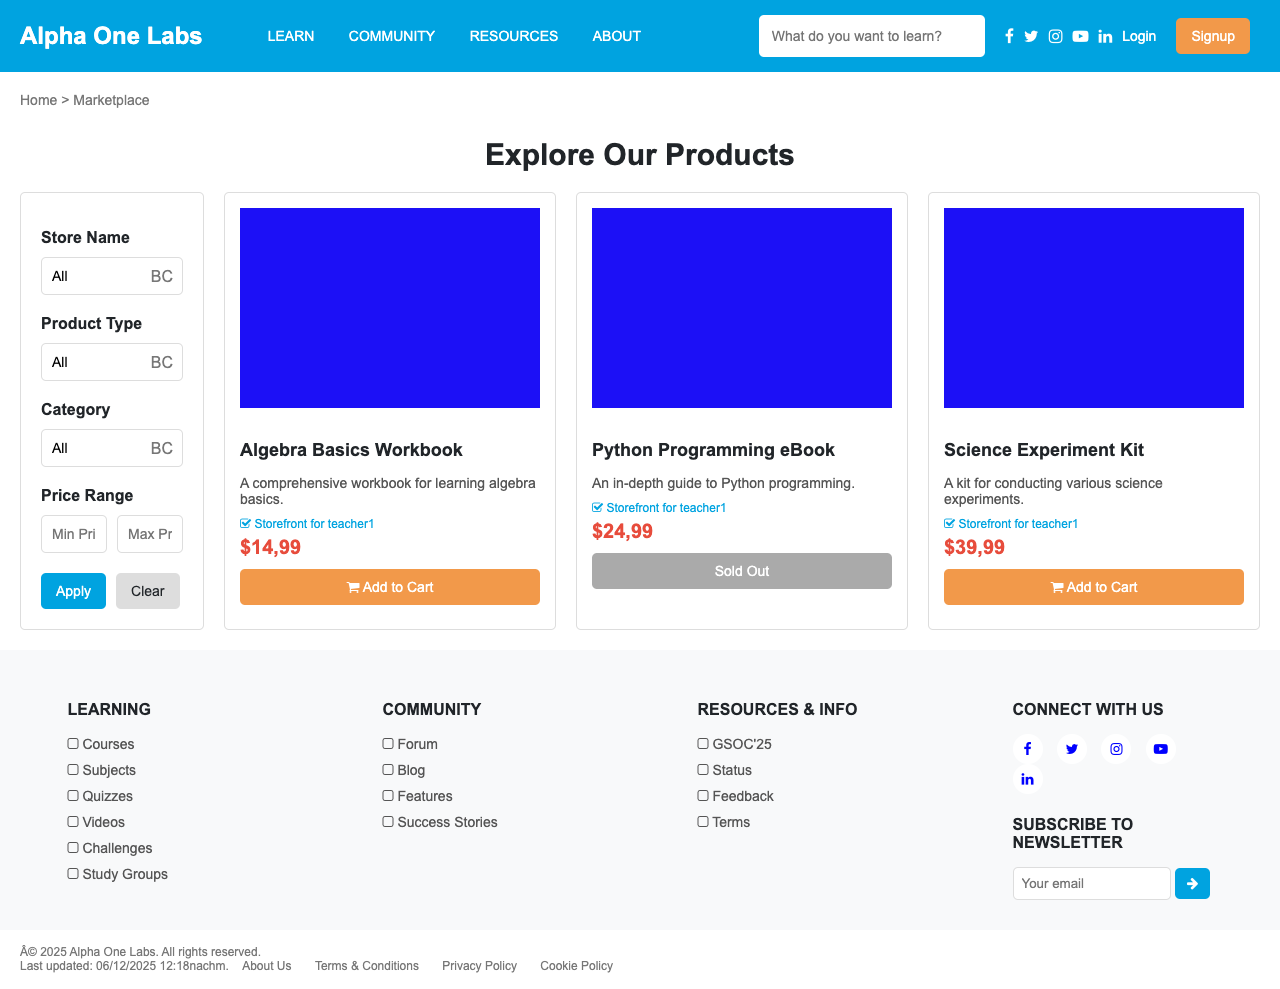 Alpha One Labs
LEARN
COMMUNITY
RESOURCES
ABOUT
What do you want to learn?
Login
Signup
Home > Marketplace
Explore Our Products
Store Name
All
BC
Product Type
All
BC
Category
All
BC
Price Range
Min Pri
Max Pr
Apply
Clear
Algebra Basics Workbook
A comprehensive workbook for learning algebra
basics.
Storefront for teacher1
$14,99
Add to Cart
Python Programming eBook
An in-depth guide to Python programming.
Storefront for teacher1
$24,99
Sold Out
Science Experiment Kit
A kit for conducting various science
experiments.
Storefront for teacher1
$39,99
Add to Cart
LEARNING
Courses
Subjects
Quizzes
Videos
Challenges
Study Groups
COMMUNITY
Forum
Blog
Features
Success Stories
RESOURCES & INFO
GSOC'25
Status
Feedback
Terms
CONNECT WITH US
SUBSCRIBE TO
NEWSLETTER
Your email
Â© 2025 Alpha One Labs. All rights reserved.
Last updated: 06/12/2025 12:18nachm. About Us Terms & Conditions Privacy Policy Cookie Policy